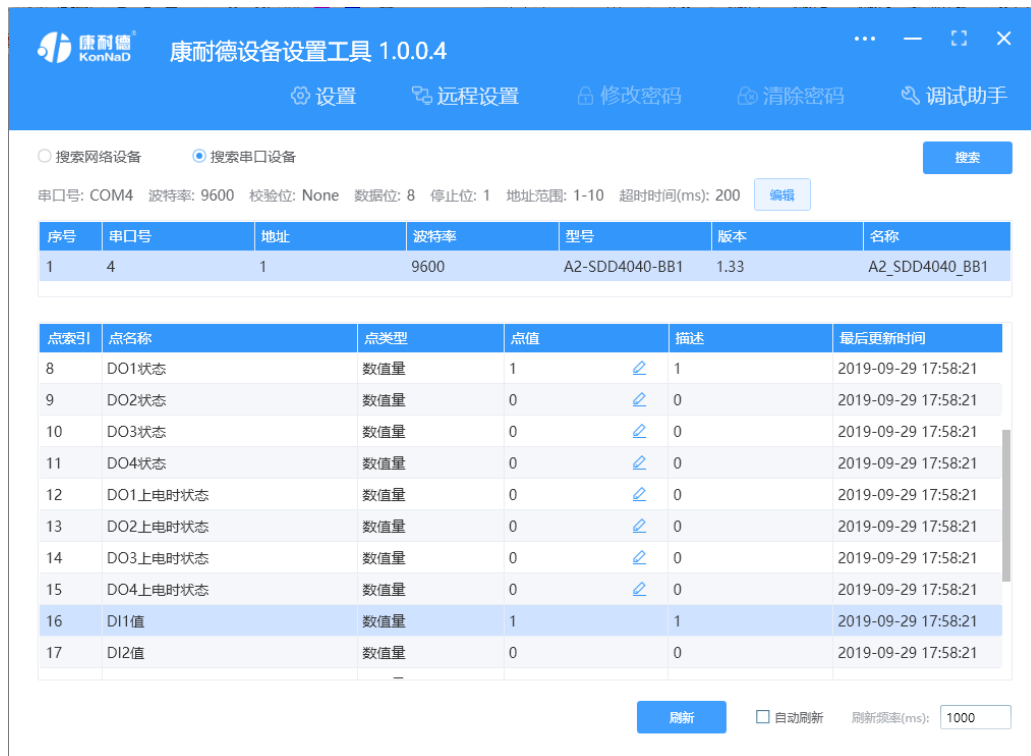 康耐德®
KonNaD
康耐德设备设置工具 1.0.0.4
设置 远程设置 修改密码 清除密码 调试助手
搜索网络设备 搜索串口设备 搜索
串口号: COM4 波特率: 9600 校验位: None 数据位: 8 停止位: 1 地址范围: 1-10 超时时间(ms): 200 编辑
序号 串口号 地址 波特率 型号 版本 名称
1 4 1 9600 A2-SDD4040-BB1 1.33 A2_SDD4040_BB1
点索引 点名称 点类型 点值 描述 最后更新时间
8 DO1状态 数值量 1 1 2019-09-29 17:58:21
9 DO2状态 数值量 0 0 2019-09-29 17:58:21
10 DO3状态 数值量 0 0 2019-09-29 17:58:21
11 DO4状态 数值量 0 0 2019-09-29 17:58:21
12 DO1上电时状态 数值量 0 0 2019-09-29 17:58:21
13 DO2上电时状态 数值量 0 0 2019-09-29 17:58:21
14 DO3上电时状态 数值量 0 0 2019-09-29 17:58:21
15 DO4上电时状态 数值量 0 0 2019-09-29 17:58:21
16 DI1值 数值量 1 1 2019-09-29 17:58:21
17 DI2值 数值量 0 0 2019-09-29 17:58:21
刷新 自动刷新 刷新频率(ms): 1000